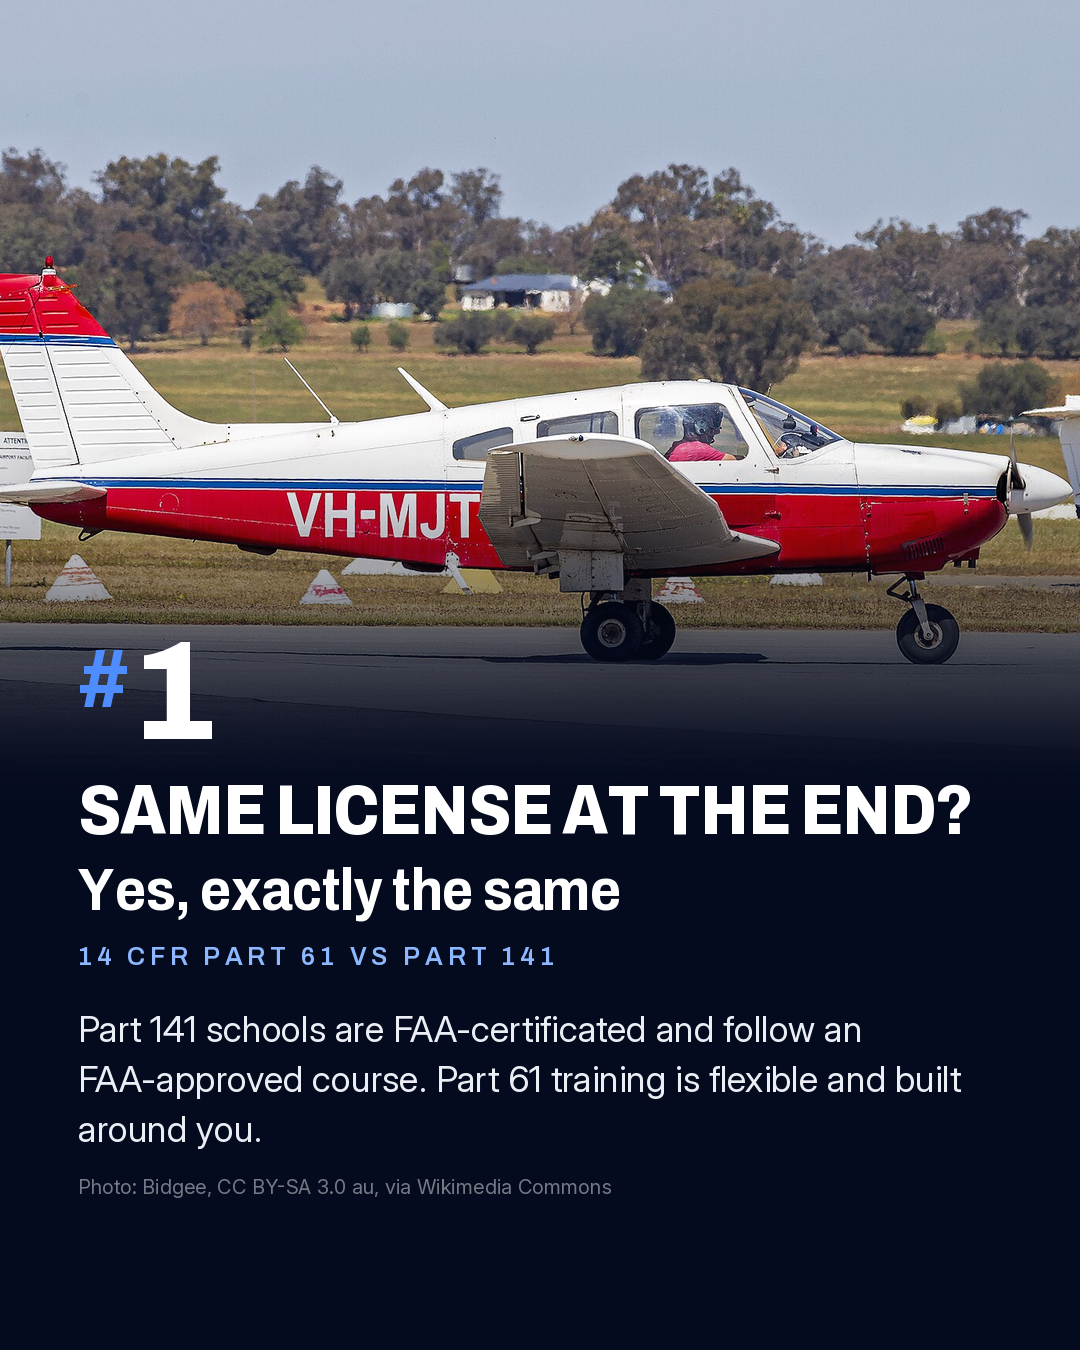 ATTENTI
VH-MJT
#1
SAME LICENSE AT THE END?
Yes, exactly the same
14 CFR PART 61 VS PART 141
Part 141 schools are FAA-certificated and follow an
FAA-approved course. Part 61 training is flexible and built
around you.
Photo: Bidgee, CC BY-SA 3.0 au, via Wikimedia Commons